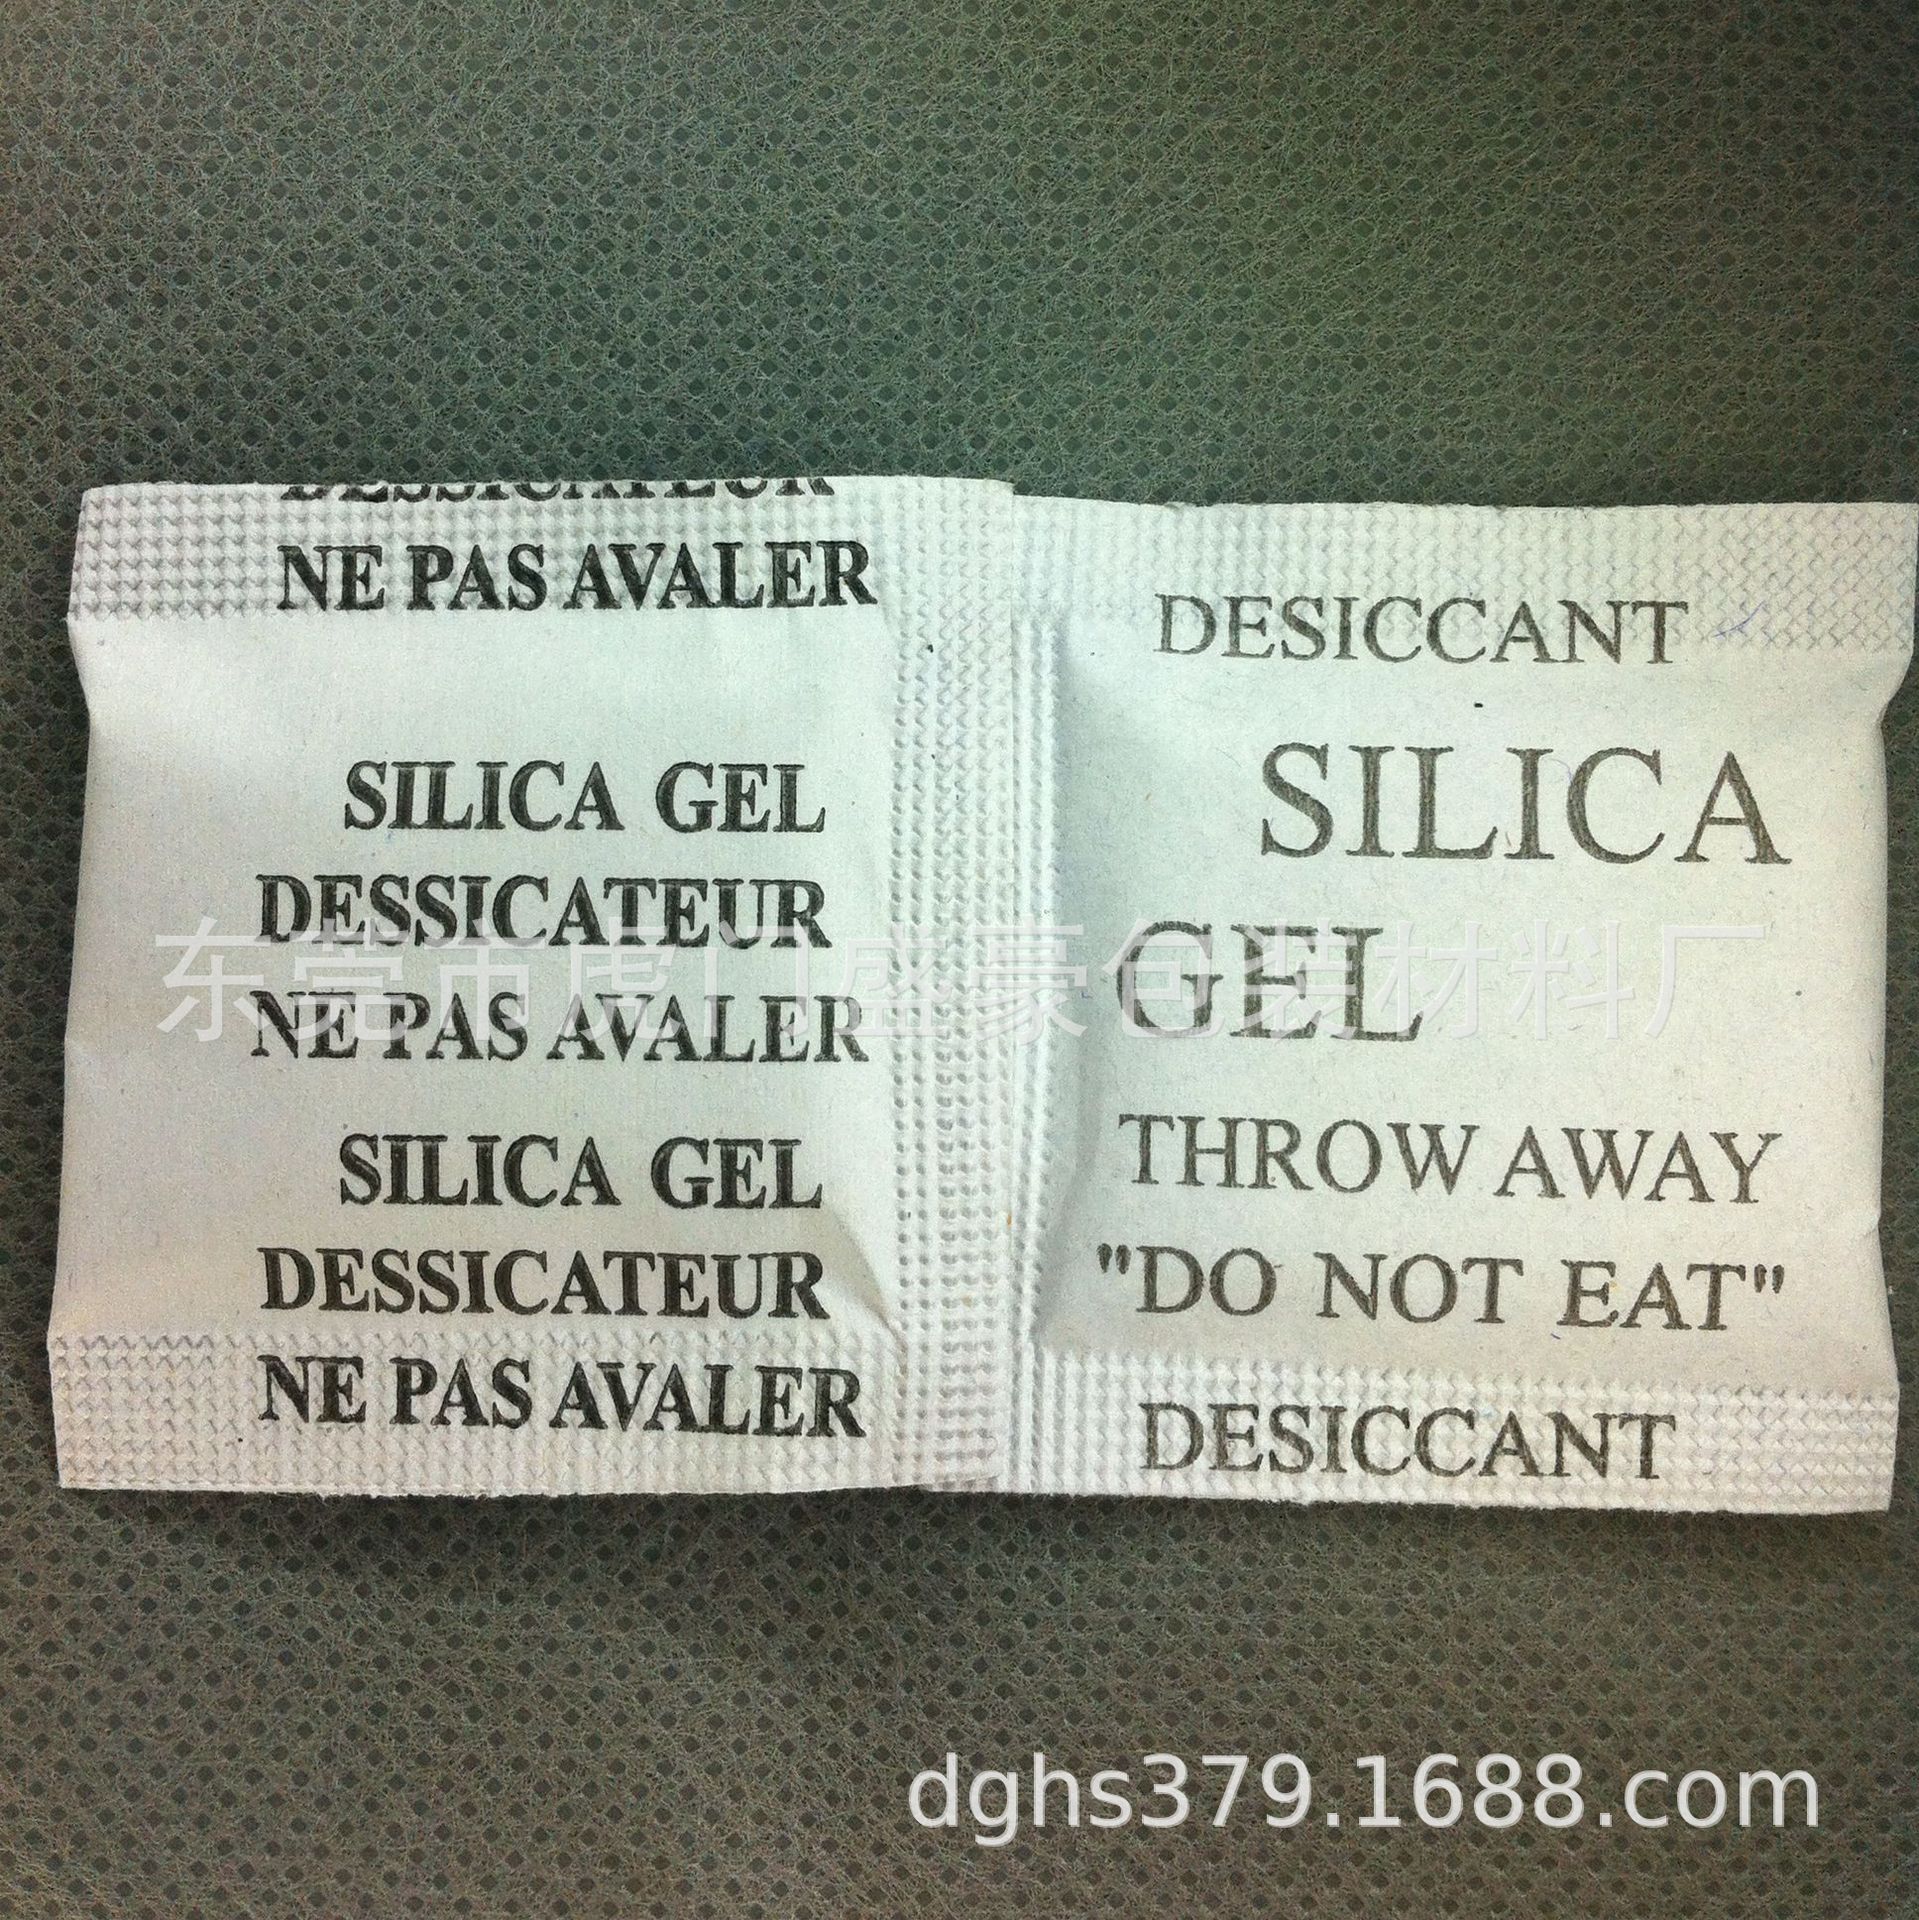 DESSICATEUR
NE PAS AVALER
SILICA GEL
DESSICATEUR
NE PAS AVALER
SILICA GEL
DESSICATEUR
NE PAS AVALER
DESICCANT
SILICA
GEL
THROW AWAY
"DO NOT EAT"
DESICCANT
东莞市虎门盛豪包装材料厂
dghs379.1688.com